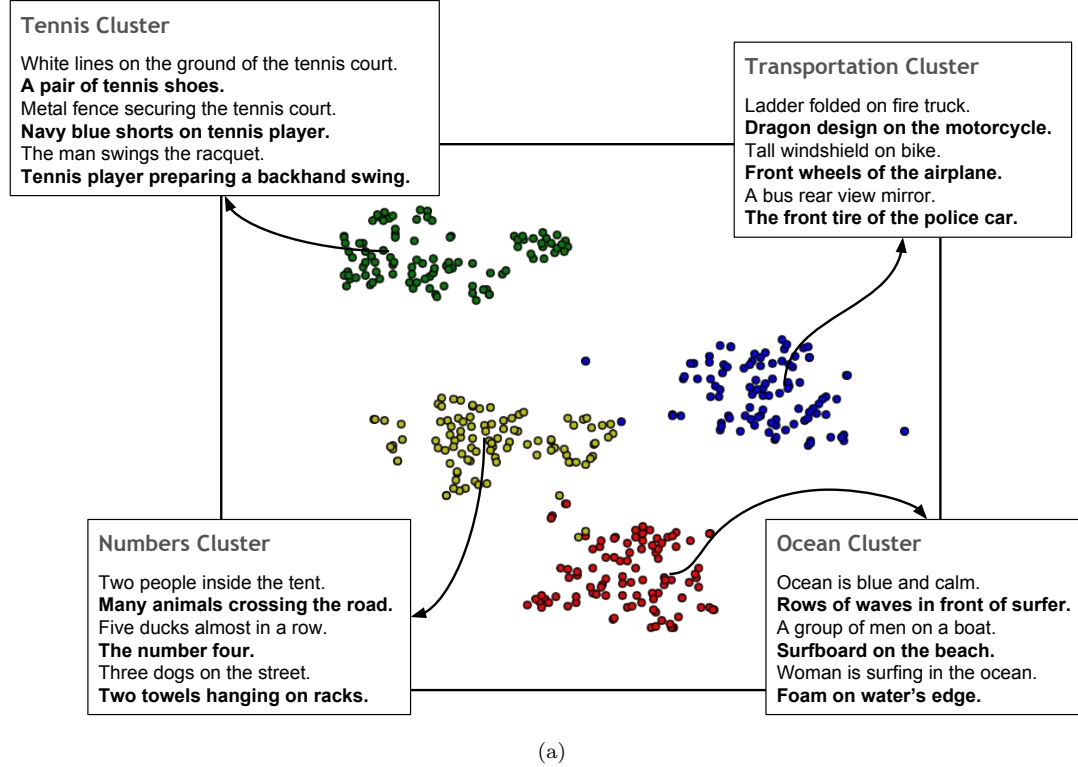 Tennis Cluster
White lines on the ground of the tennis court.
A pair of tennis shoes.
Metal fence securing the tennis court.
Navy blue shorts on tennis player.
The man swings the racquet.
Tennis player preparing a backhand swing.
Transportation Cluster
Ladder folded on fire truck.
Dragon design on the motorcycle.
Tall windshield on bike.
Front wheels of the airplane.
A bus rear view mirror.
The front tire of the police car.
Numbers Cluster
Two people inside the tent.
Many animals crossing the road.
Five ducks almost in a row.
The number four.
Three dogs on the street.
Two towels hanging on racks.
Ocean Cluster
Ocean is blue and calm.
Rows of waves in front of surfer.
A group of men on a boat.
Surfboard on the beach.
Woman is surfing in the ocean.
Foam on water's edge.
(a)